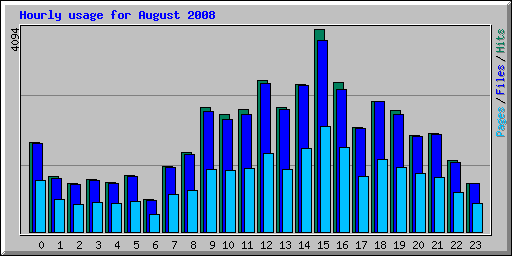 Hourly usage for August 2008
4094
Pages/Files/Hits
0 1 2 3 4 5 6 7 8 9 10 11 12 13 14 15 16 17 18 19 20 21 22 23